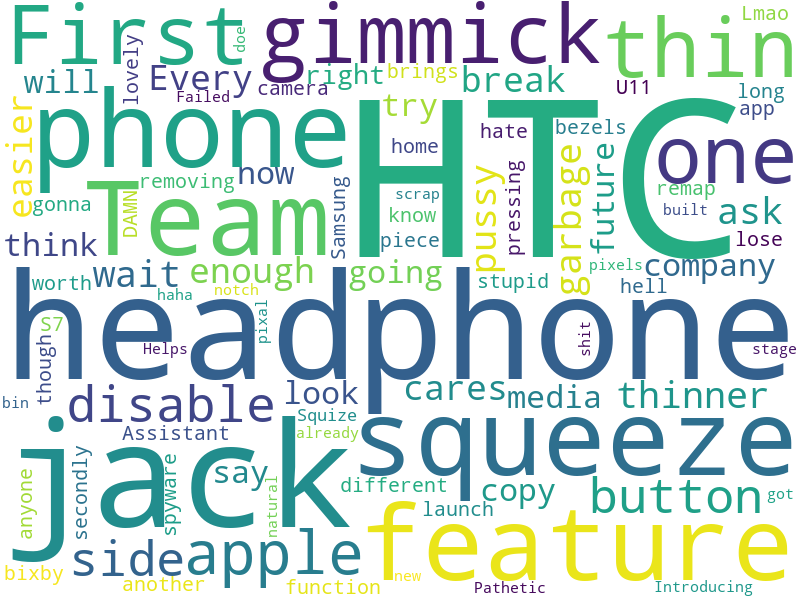 First
gimmick
thin
Lmao
doe
will
lovely
Every
Failed
camera
right
brings
break
U11
long
app
easier
phone
HTC
try
one
home
hate
bezels
Team
DAMN
removing
now
gonna
Samsung
scrap
know
piece
pussy
pressing
garbage
future
remap
built
ask
lose
think
worth
wait
haha
enough
notch
pixal
going
stupid
pixels
company
hell
headphone
S7
though
Helps
shit
stage
bin
disable
look
Squize
already
cares
media
thinner
Assistant
jack
squeeze
anyone
secondly
spyware
say
natural
different
copy
launch
button
got
side
apple
feature
bixby
another
function
new
Pathetic
Introducing